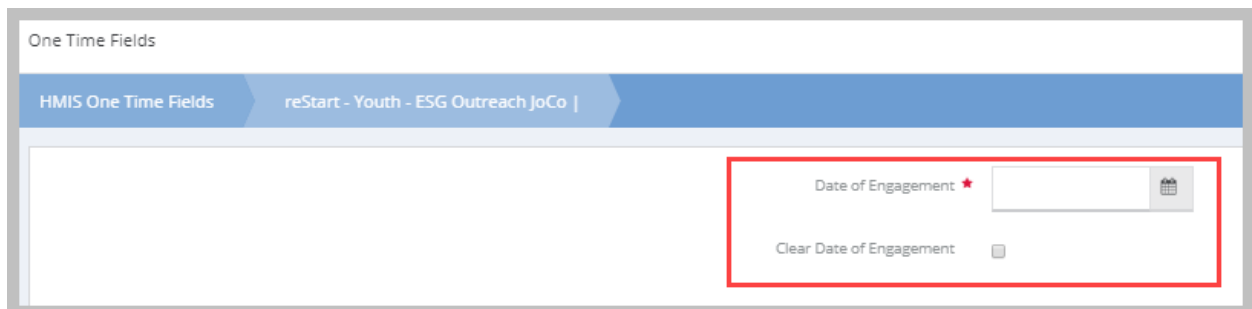 One Time Fields
HMIS One Time Fields reStart - Youth - ESG Outreach JoCo |
Date of Engagement *
Clear Date of Engagement